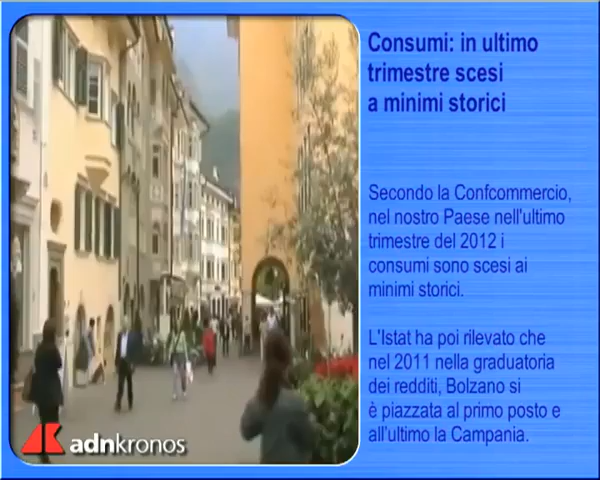 Consumi: in ultimo
trimestre scesi
a minimi storici
Secondo la Confcommercio,
nel nostro Paese nell'ultimo
trimestre del 2012 i
consumi sono scesi ai
minimi storici.
L'Istat ha poi rilevato che
nel 2011 nella graduatoria
dei redditi, Bolzano si
è piazzata al primo posto e
all'ultimo la Campania.
adnkronos